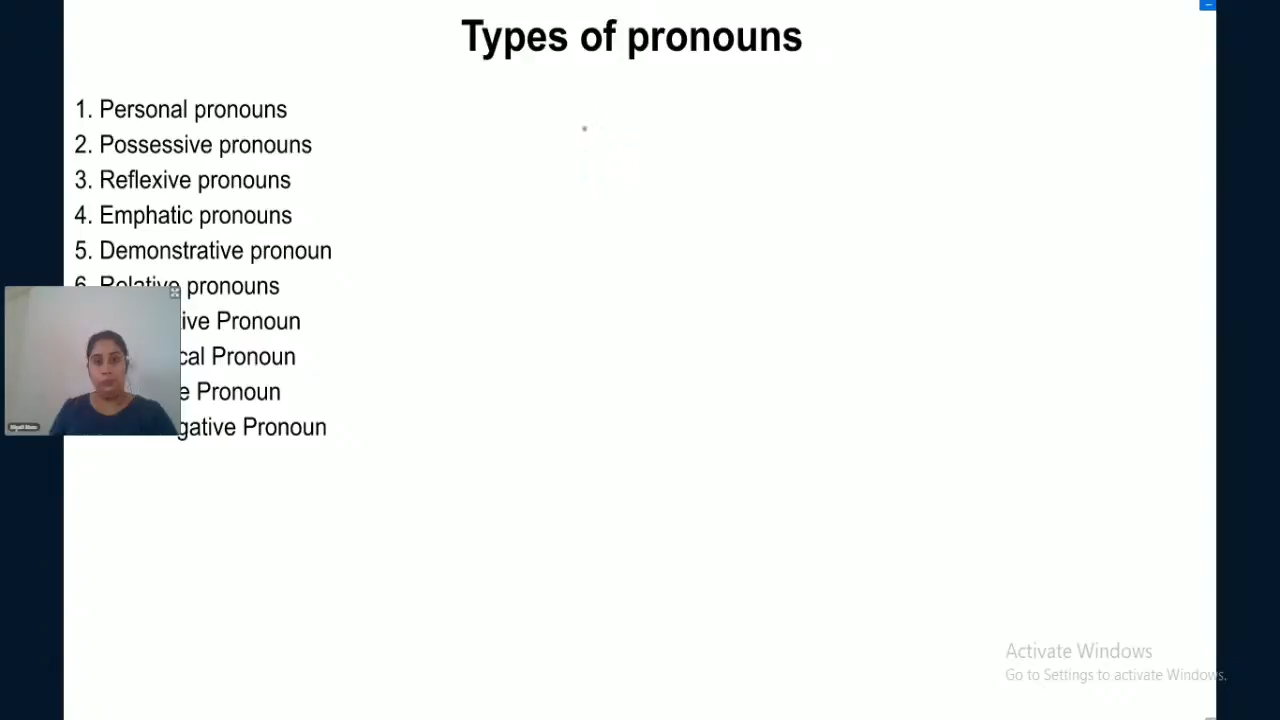 Types of pronouns
1. Personal pronouns
2. Possessive pronouns
3. Reflexive pronouns
4. Emphatic pronouns
5. Demonstrative pronoun
6. Relative pronouns
ive Pronoun
cal Pronoun
e Pronoun
gative Pronoun
Activate Windows
Go to Settings to activate Windows.